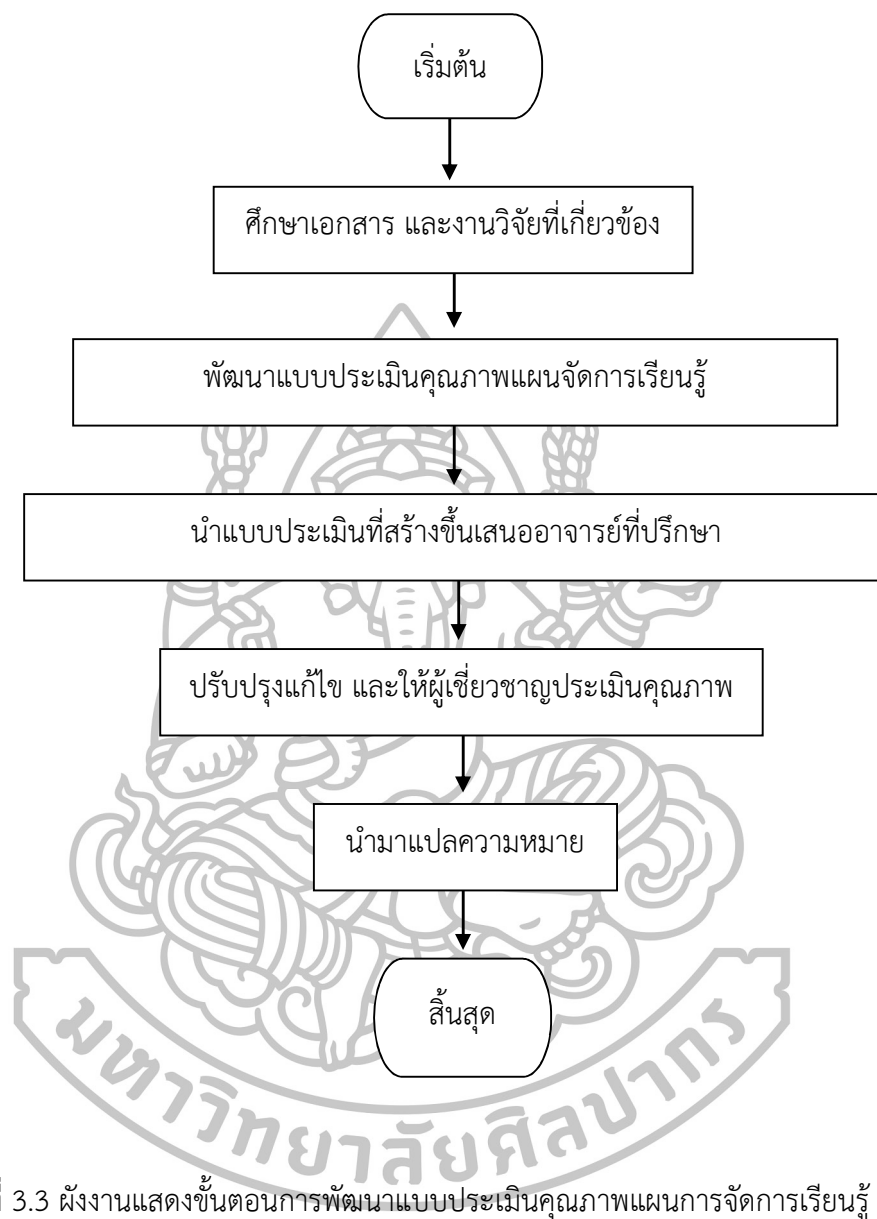 เริ่มต้น
ศึกษาเอกสาร และงานวิจัยที่เกี่ยวข้อง
พัฒนาแบบประเมินคุณภาพแผนจัดการเรียนรู้
นำแบบประเมินที่สร้างขึ้นเสนออาจารย์ที่ปรึกษา
ปรับปรุงแก้ไข และให้ผู้เชี่ยวชาญประเมินคุณภาพ
นำมาแปลความหมาย
สิ้นสุด
มหาวิทยาลัยศิลปากร
3.3 ผังงานแสดงขั้นตอนการพัฒนาแบบประเมินคุณภาพแผนการจัดการเรียนรู้